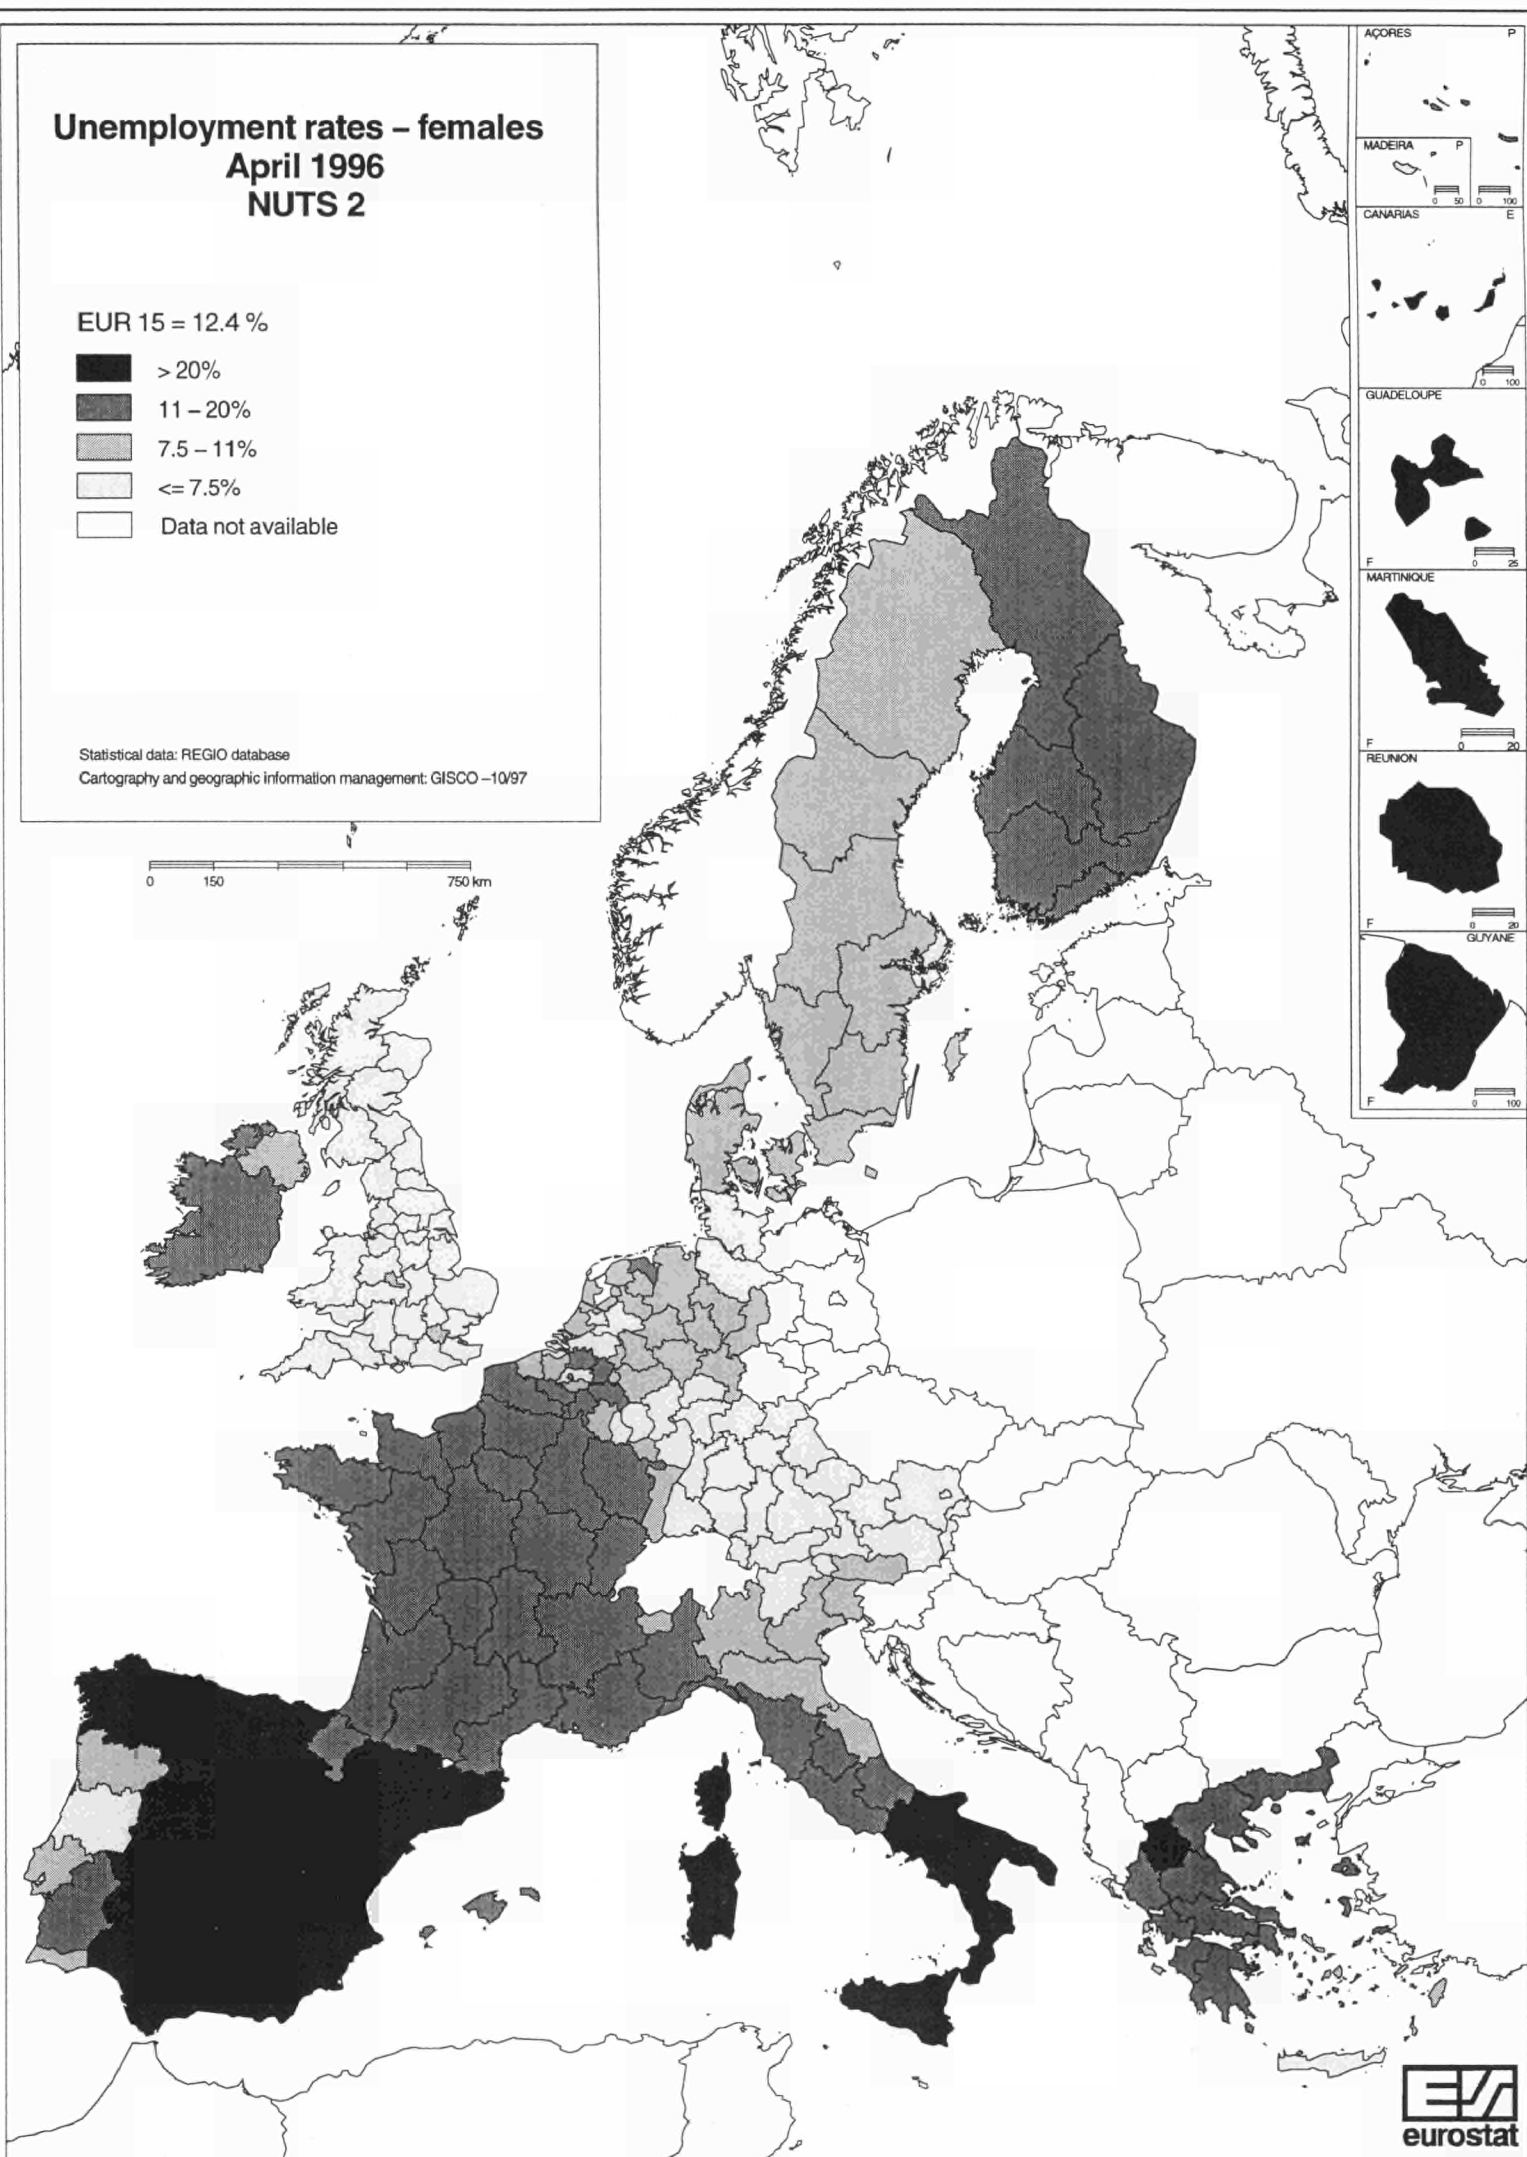 Unemployment rates – females
April 1996
NUTS 2
EUR 15 = 12.4 %
> 20%
11 – 20%
7.5 – 11%
<= 7.5%
Data not available
Statistical data: REGIO database
Cartography and geographic information management: GISCO –10/97
0 150 750 km
AÇORES P
MADEIRA P
0 50 0 100
CANARIAS E
0 100
GUADELOUPE
F 0 25
MARTINIQUE
F 0 20
REUNION
F 0 20
GUYANE
F 0 100
eurostat